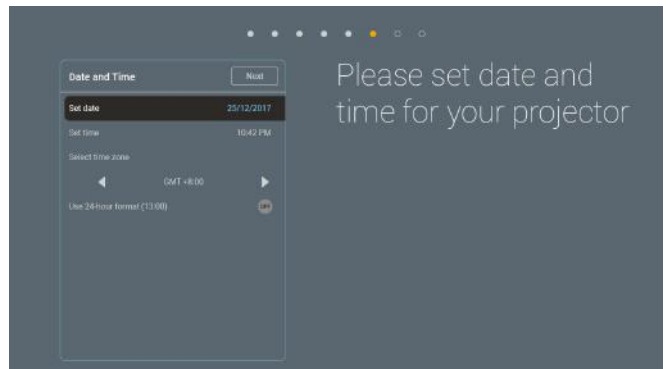 Date and Time
Next
Set date
25/12/2017
Set time
10:42 PM
Select time zone
GMT +8:00
Use 24-hour format (13:00)
OFF
Please set date and
time for your projector